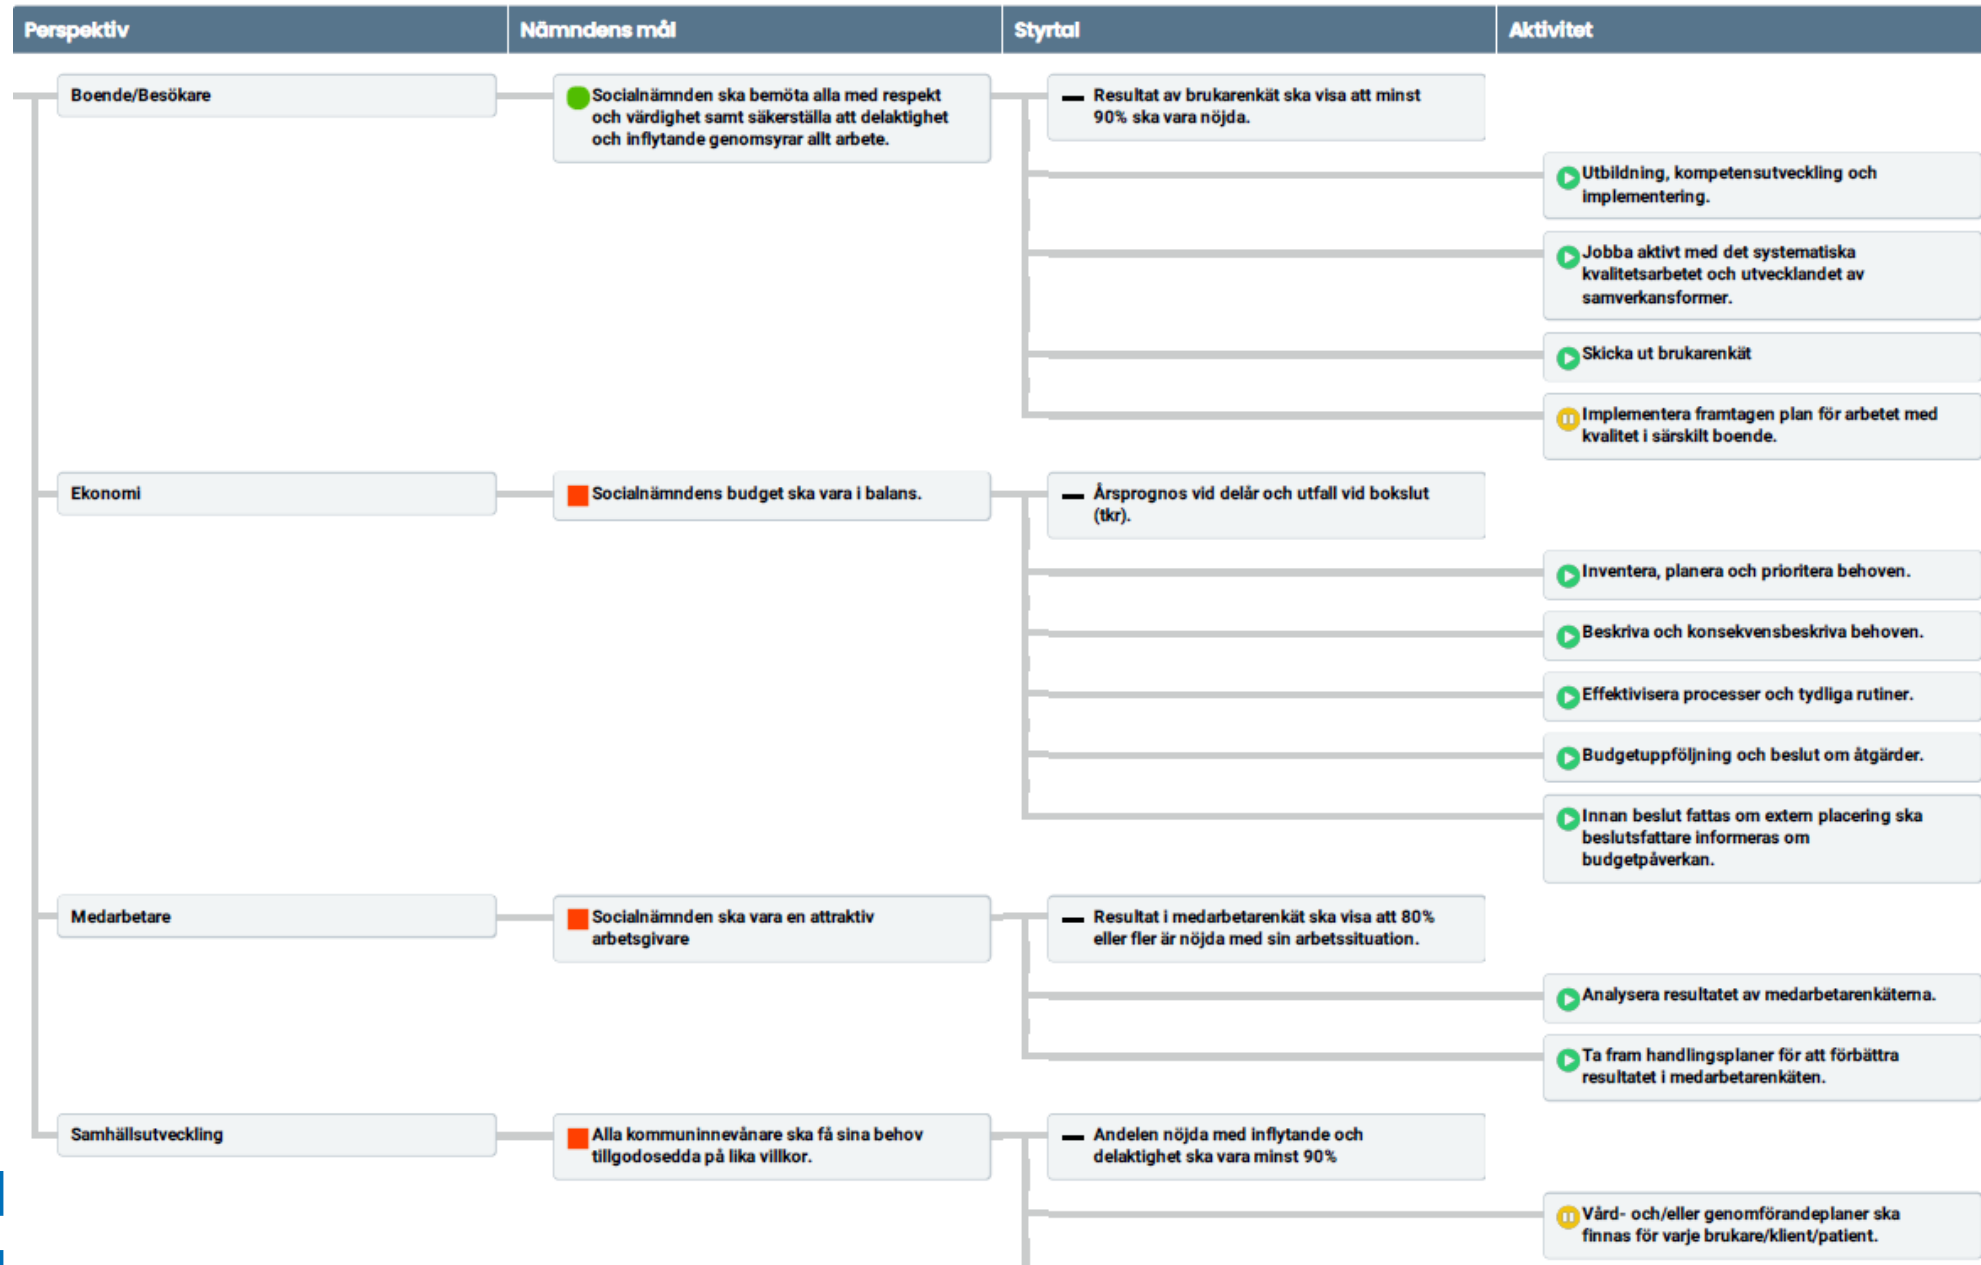 Perspektiv
Nämndens mål
Styrtal
Aktivitet
Boende/Besökare
Socialnämnden ska bemöta alla med respekt
och värdighet samt säkerställa att delaktighet
och inflytande genomsyrar allt arbete.
Resultat av brukarenkät ska visa att minst
90% ska vara nöjda.
Utbildning, kompetensutveckling och
implementering.
Jobba aktivt med det systematiska
kvalitetsarbetet och utvecklandet av
samverkansformer.
Skicka ut brukarenkät
Implementera framtagen plan för arbetet med
kvalitet i särskilt boende.
Ekonomi
Socialnämndens budget ska vara i balans.
Årsprognos vid delår och utfall vid bokslut
(tkr).
Inventera, planera och prioritera behoven.
Beskriva och konsekvensbeskriva behoven.
Effektivisera processer och tydliga rutiner.
Budgetuppföljning och beslut om åtgärder.
Innan beslut fattas om extern placering ska
beslutsfattare informeras om
budgetpåverkan.
Medarbetare
Socialnämnden ska vara en attraktiv
arbetsgivare
Resultat i medarbetarenkät ska visa att 80%
eller fler är nöjda med sin arbetssituation.
Analysera resultatet av medarbetarenkäterna.
Ta fram handlingsplaner för att förbättra
resultatet i medarbetarenkäten.
Samhällsutveckling
Alla kommuninnevånare ska få sina behov
tillgodosedda på lika villkor.
Andelen nöjda med inflytande och
delaktighet ska vara minst 90%
Vård- och/eller genomförandeplaner ska
finnas för varje brukare/klient/patient.